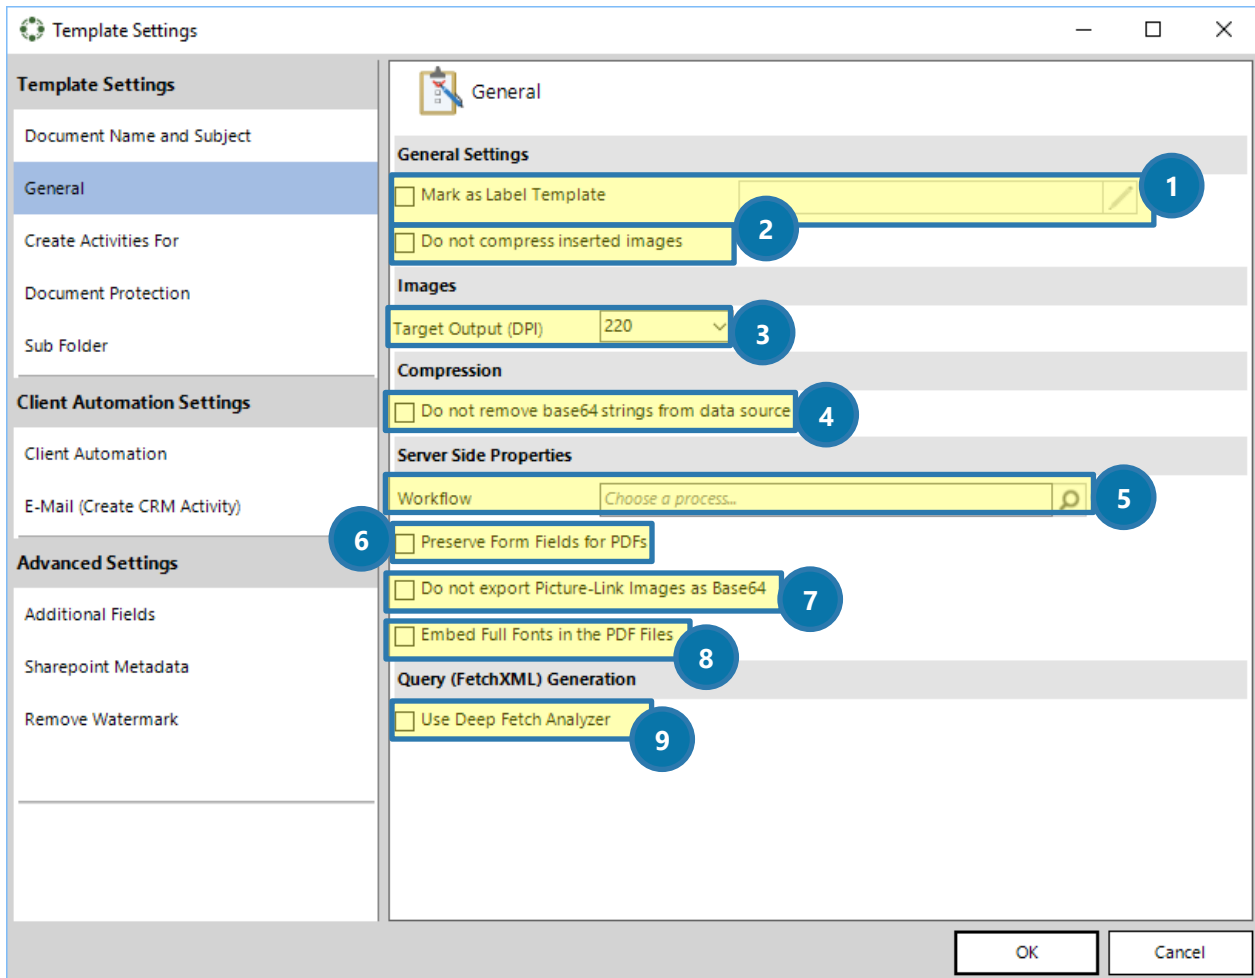 Template Settings
Template Settings
Document Name and Subject
General
Create Activities For
Document Protection
Sub Folder
Client Automation Settings
Client Automation
E-Mail (Create CRM Activity)
Advanced Settings
Additional Fields
Sharepoint Metadata
Remove Watermark
General
General Settings
Mark as Label Template
1
Do not compress inserted images
2
Images
Target Output (DPI) 220
3
Compression
Do not remove base64 strings from data source
4
Server Side Properties
Workflow Choose a process...
5
6
Preserve Form Fields for PDFs
Do not export Picture-Link Images as Base64
7
Embed Full Fonts in the PDF Files
8
Query (FetchXML) Generation
Use Deep Fetch Analyzer
9
OK Cancel